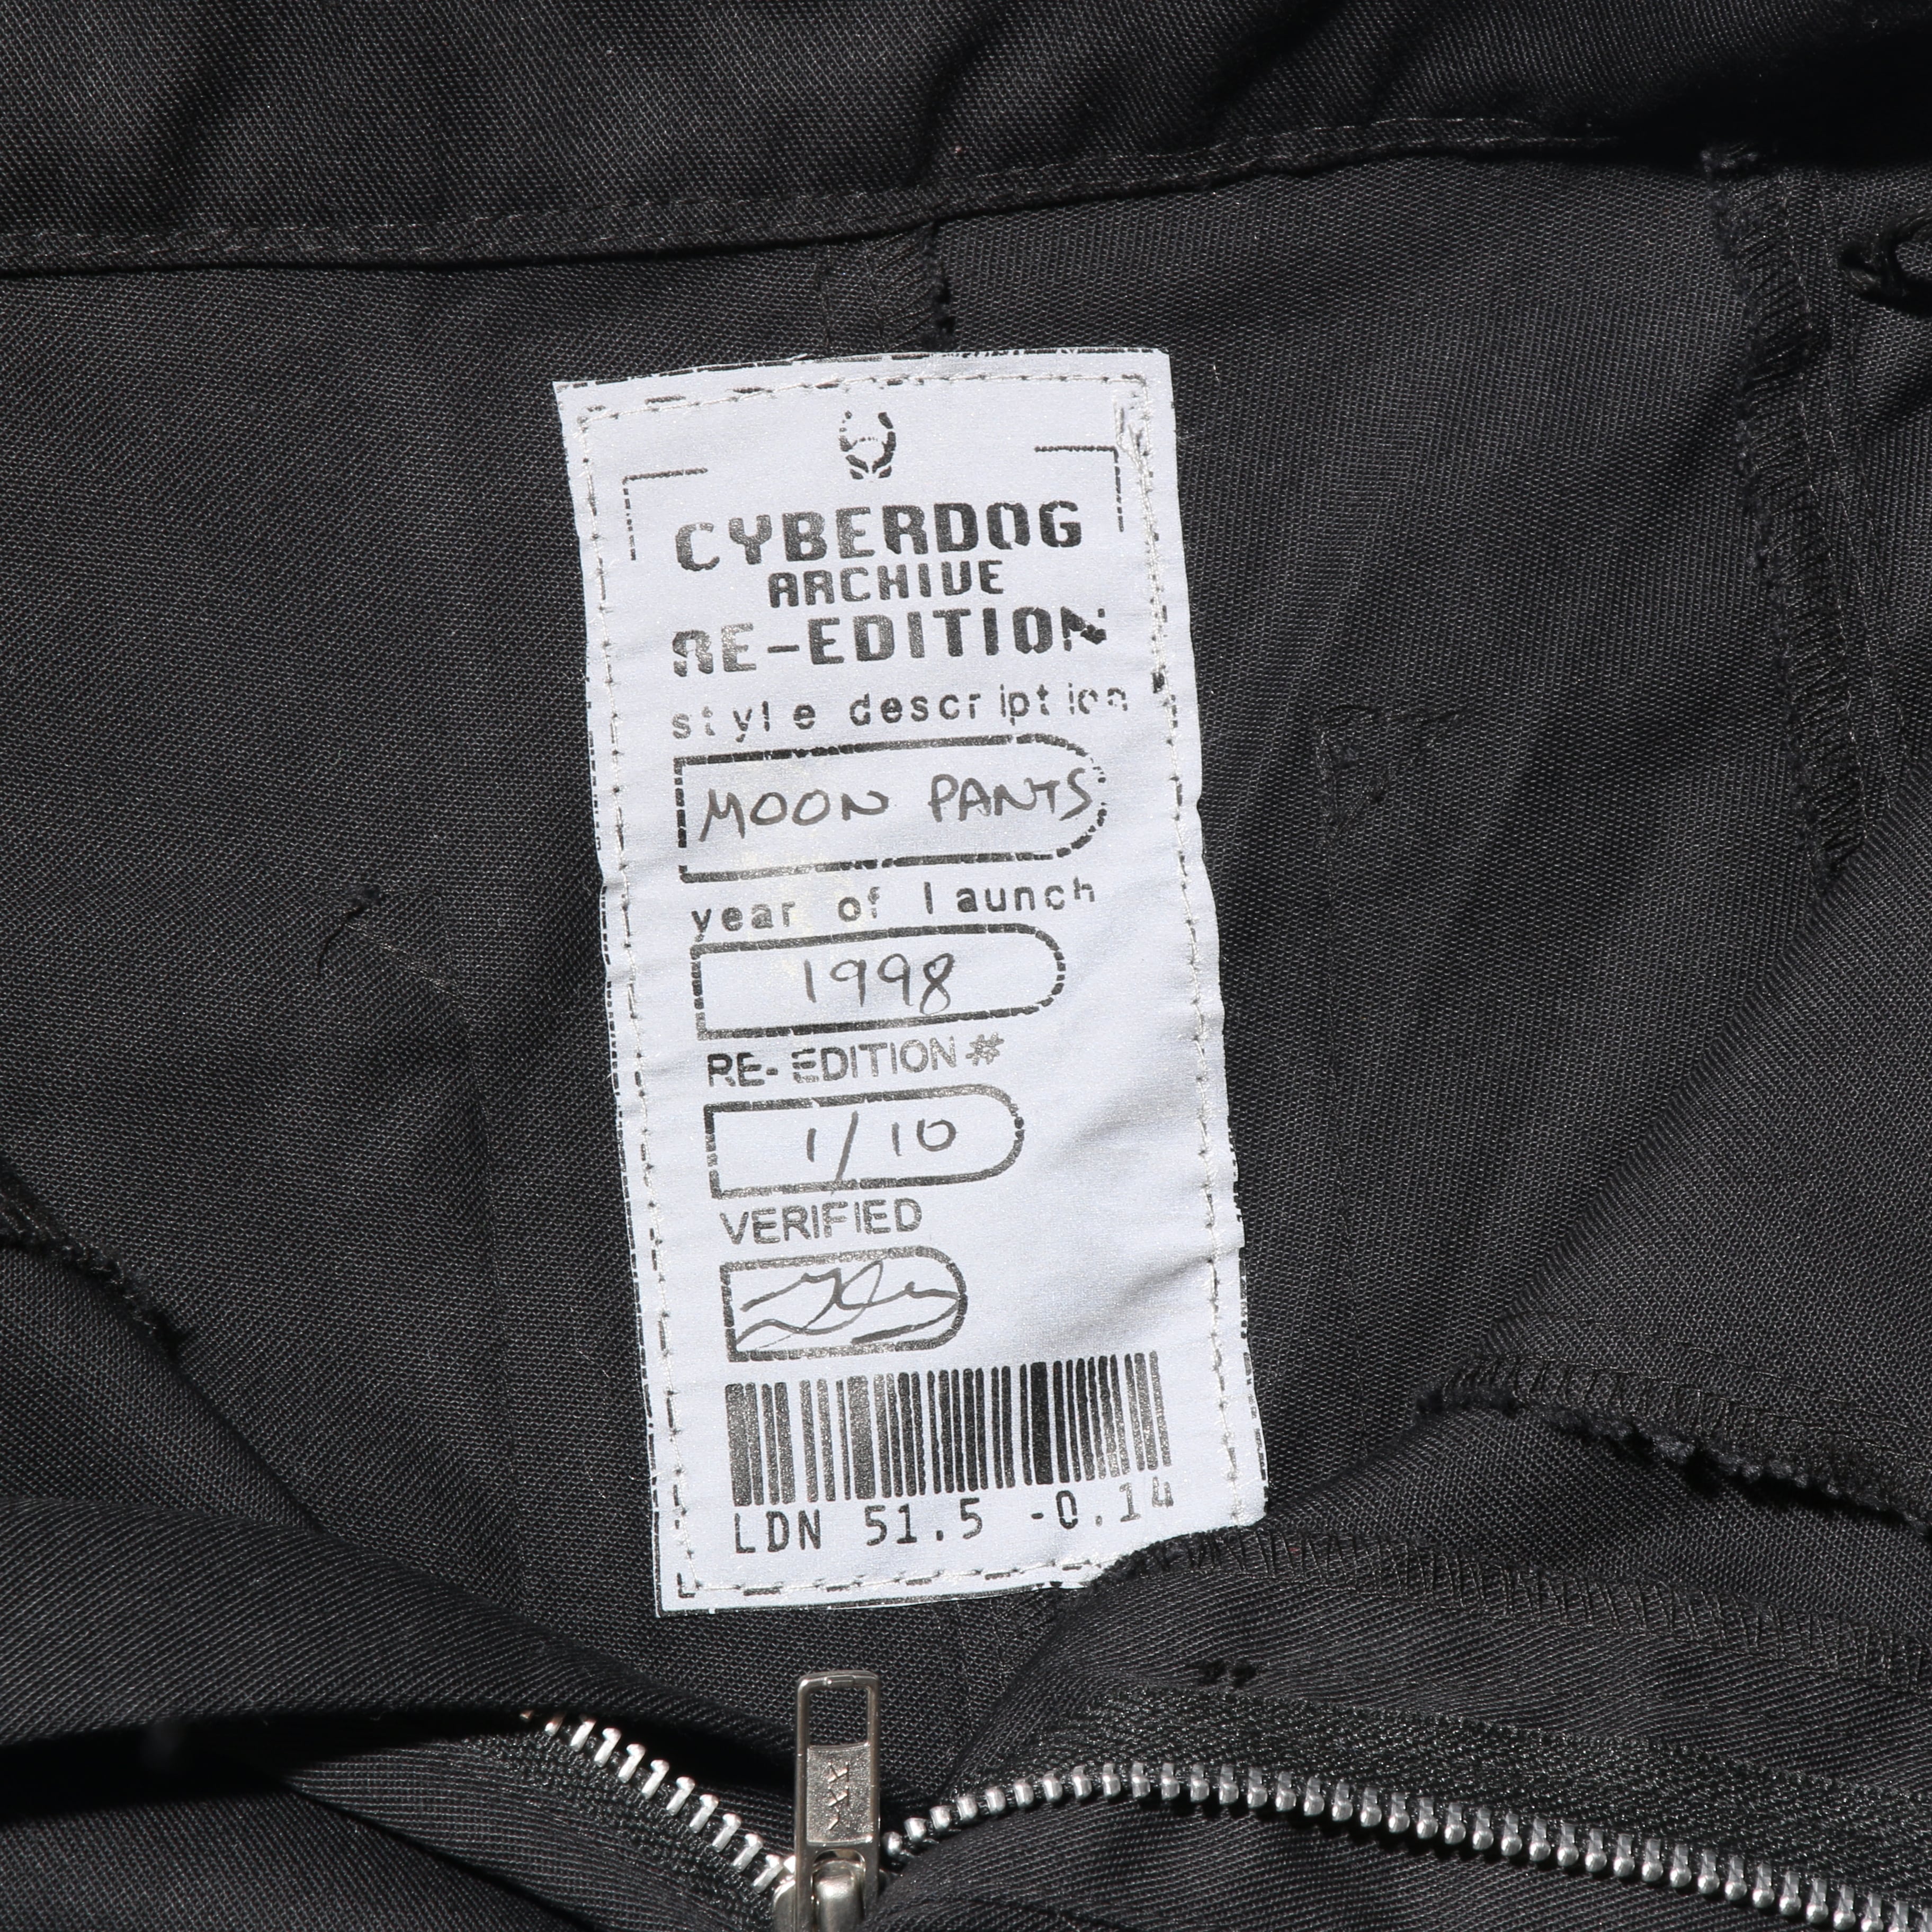 CYBERDOG
ARCHIVE
RE-EDITION
style description
MOON PANTS
year of launch
1998
RE-EDITION#
1/10
VERIFIED
LDN 51.5 -0.14